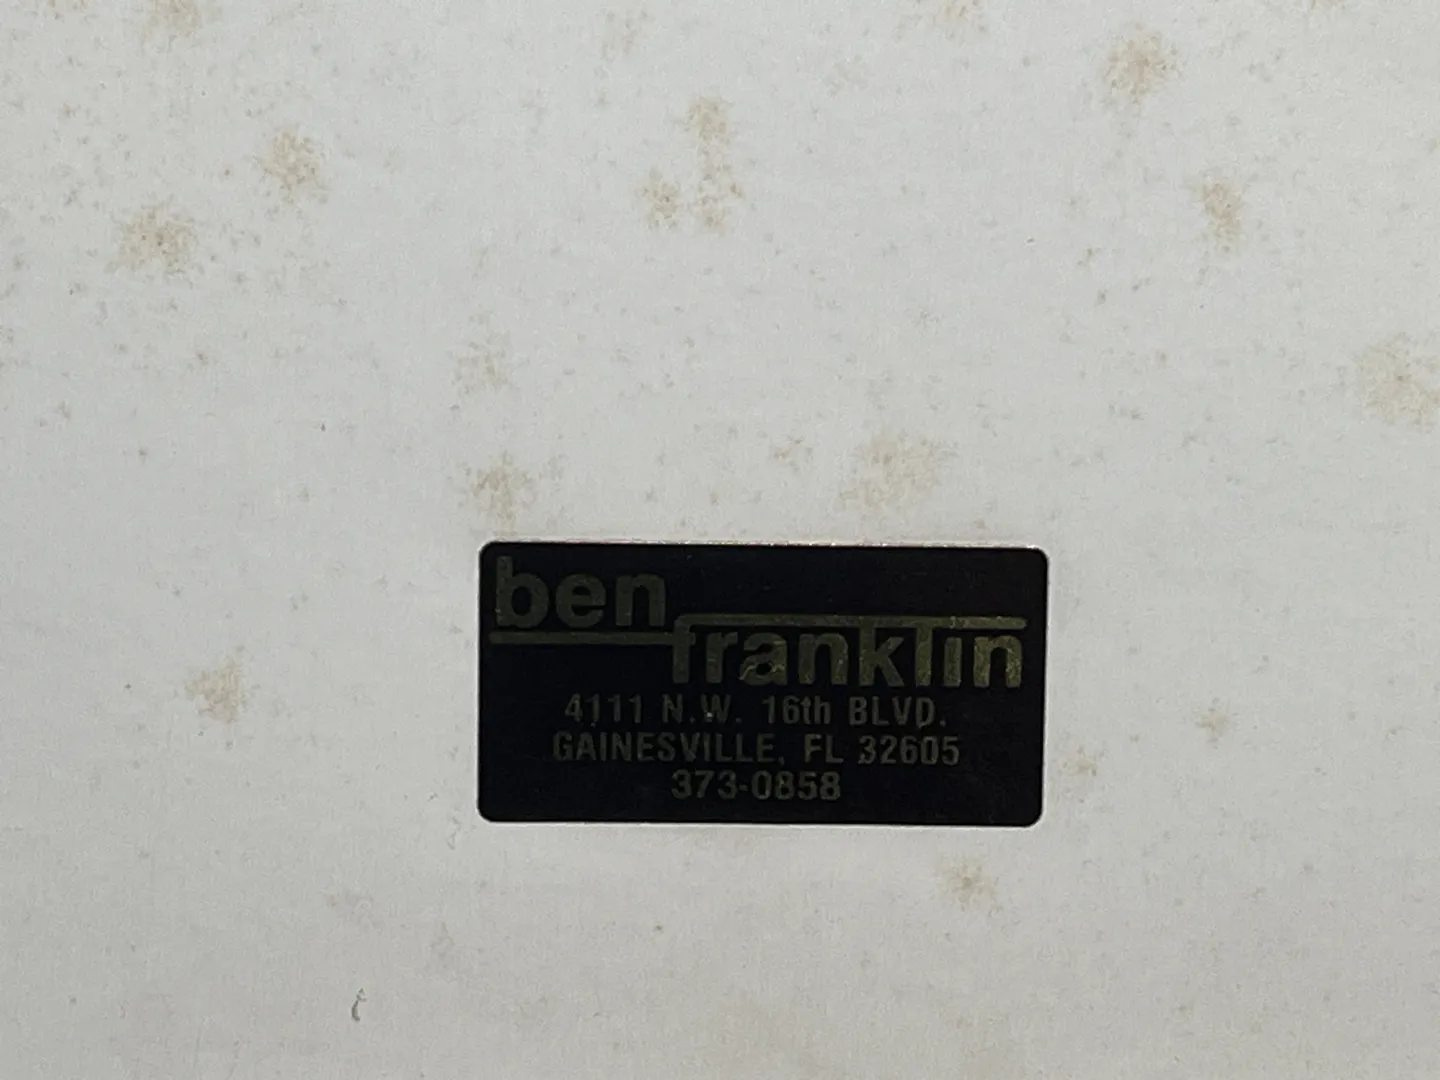 ben
franklin
4111 N.W. 16th BLVD.
GAINESVILLE, FL 32605
373-0858